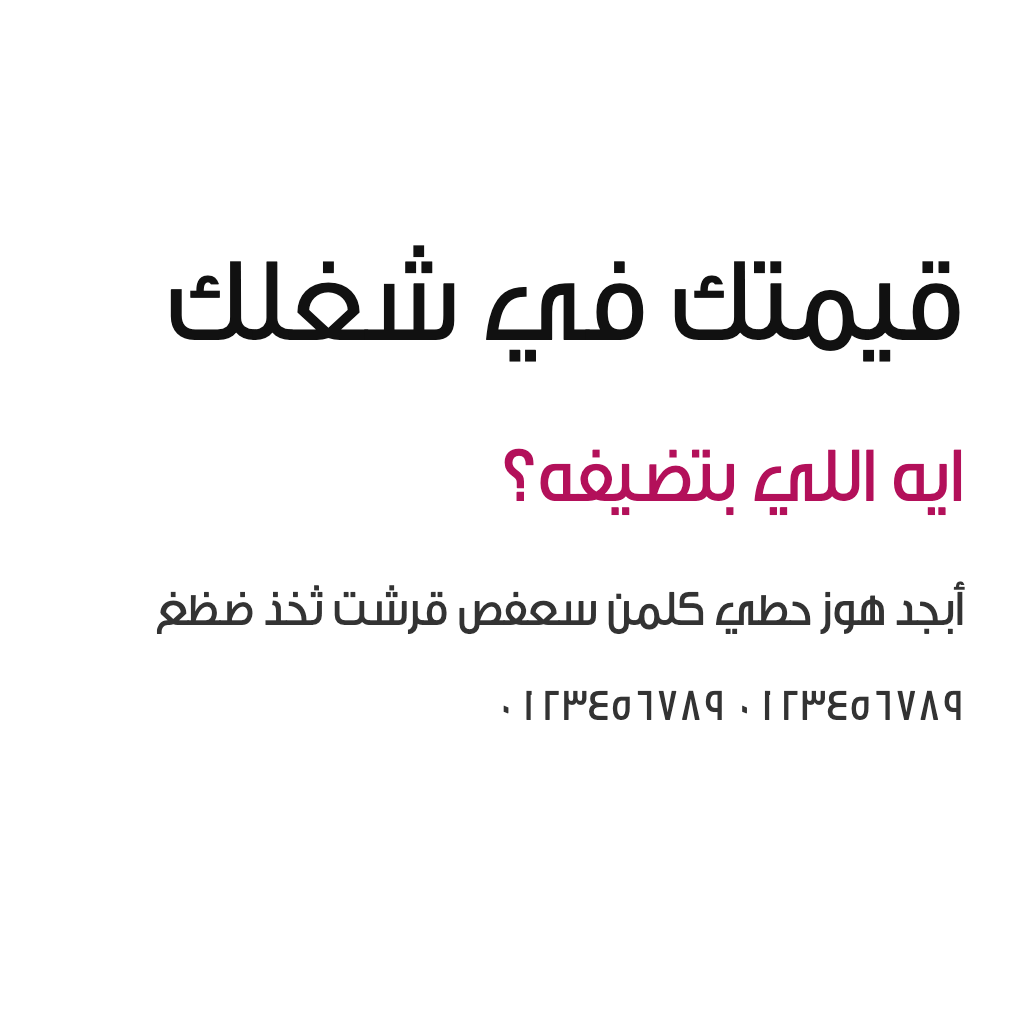 قيمتك في شغلك
ايه اللي بتضيفه؟
أبجد هوز حطي كلمن سعفص قرشت ثخذ ضظغ
٠١٢٣٤٥٦٧٨٩ ٠١٢٣٤٥٦٧٨٩